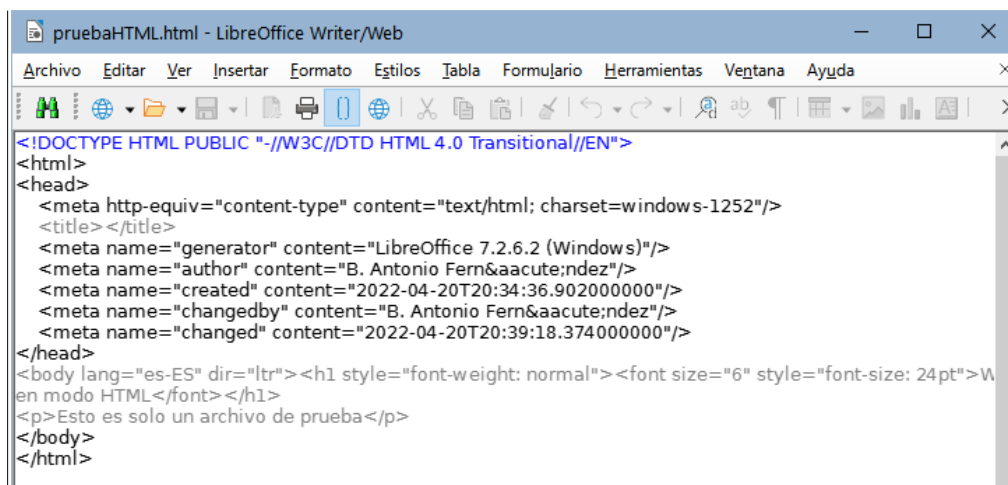 pruebaHTML.html - LibreOffice Writer/Web
Archivo Editar Ver Insertar Formato Estilos Tabla Formulario Herramientas Ventana Ayuda
<!DOCTYPE HTML PUBLIC "-//W3C//DTD HTML 4.0 Transitional//EN">
<html>
<head>
<meta http-equiv="content-type" content="text/html; charset=windows-1252"/>
<title></title>
<meta name="generator" content="LibreOffice 7.2.6.2 (Windows)"/>
<meta name="author" content="B. Antonio Fern&aacute;ndez"/>
<meta name="created" content="2022-04-20T20:34:36.902000000"/>
<meta name="changedby" content="B. Antonio Fern&aacute;ndez"/>
<meta name="changed" content="2022-04-20T20:39:18.374000000"/>
</head>
<body lang="es-ES" dir="ltr"><h1 style="font-weight: normal"><font size="6" style="font-size: 24pt">W
en modo HTML</font></h1>
<p>Esto es solo un archivo de prueba</p>
</body>
</html>